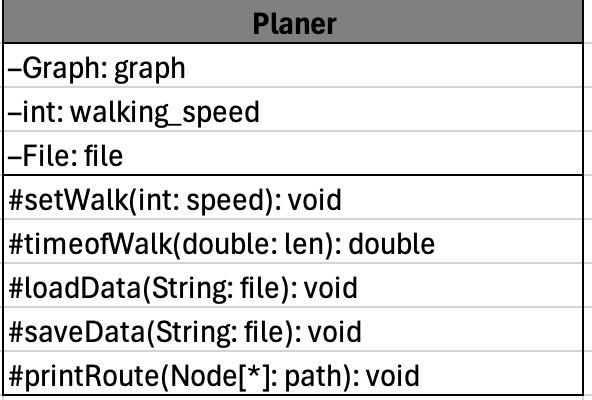 Planer
–Graph: graph
–int: walking_speed
–File: file
#setWalk(int: speed): void
#timeofWalk(double: len): double
#loadData(String: file): void
#saveData(String: file): void
#printRoute(Node[*]: path): void